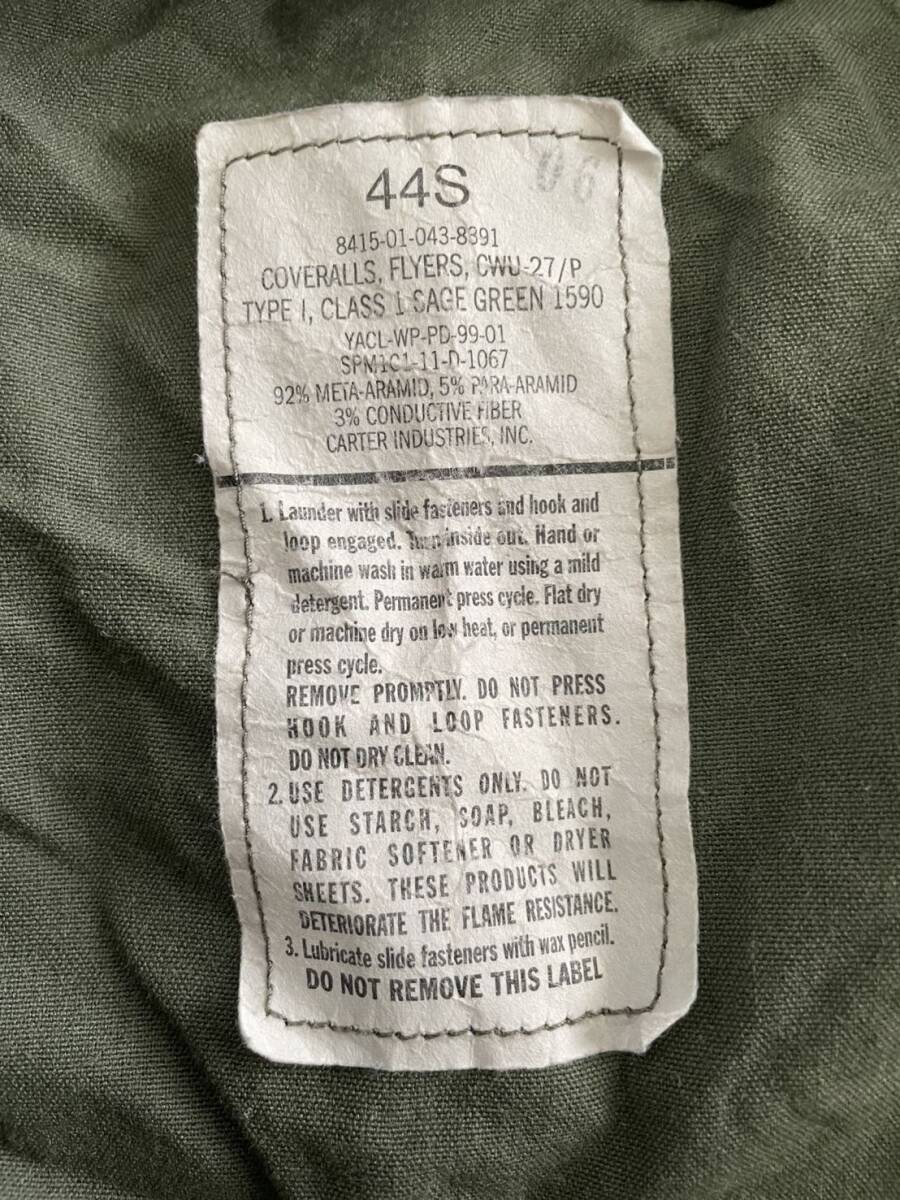 44S
06
8415-01-043-8391
COVERALLS, FLYERS, CWU-27/P
TYPE I, CLASS 1 SAGE GREEN 1590
YACL-WP-PD-99-01
SPM1C1-11-D-1067
92% META-ARAMID, 5% PARA-ARAMID
3% CONDUCTIVE FIBER
CARTER INDUSTRIES, INC.
1. Launder with slide fasteners and hook and
loop engaged. Turn inside out. Hand or
machine wash in warm water using a mild
detergent. Permanent press cycle. Flat dry
or machine dry on low heat, or permanent
press cycle.
REMOVE PROMPTLY. DO NOT PRESS
HOOK AND LOOP FASTENERS.
DO NOT DRY CLEAN.
2. USE DETERGENTS ONLY. DO NOT
USE STARCH, SOAP, BLEACH,
FABRIC SOFTENER OR DRYER
SHEETS. THESE PRODUCTS WILL
DETERIORATE THE FLAME RESISTANCE.
3. Lubricate slide fasteners with wax pencil.
DO NOT REMOVE THIS LABEL